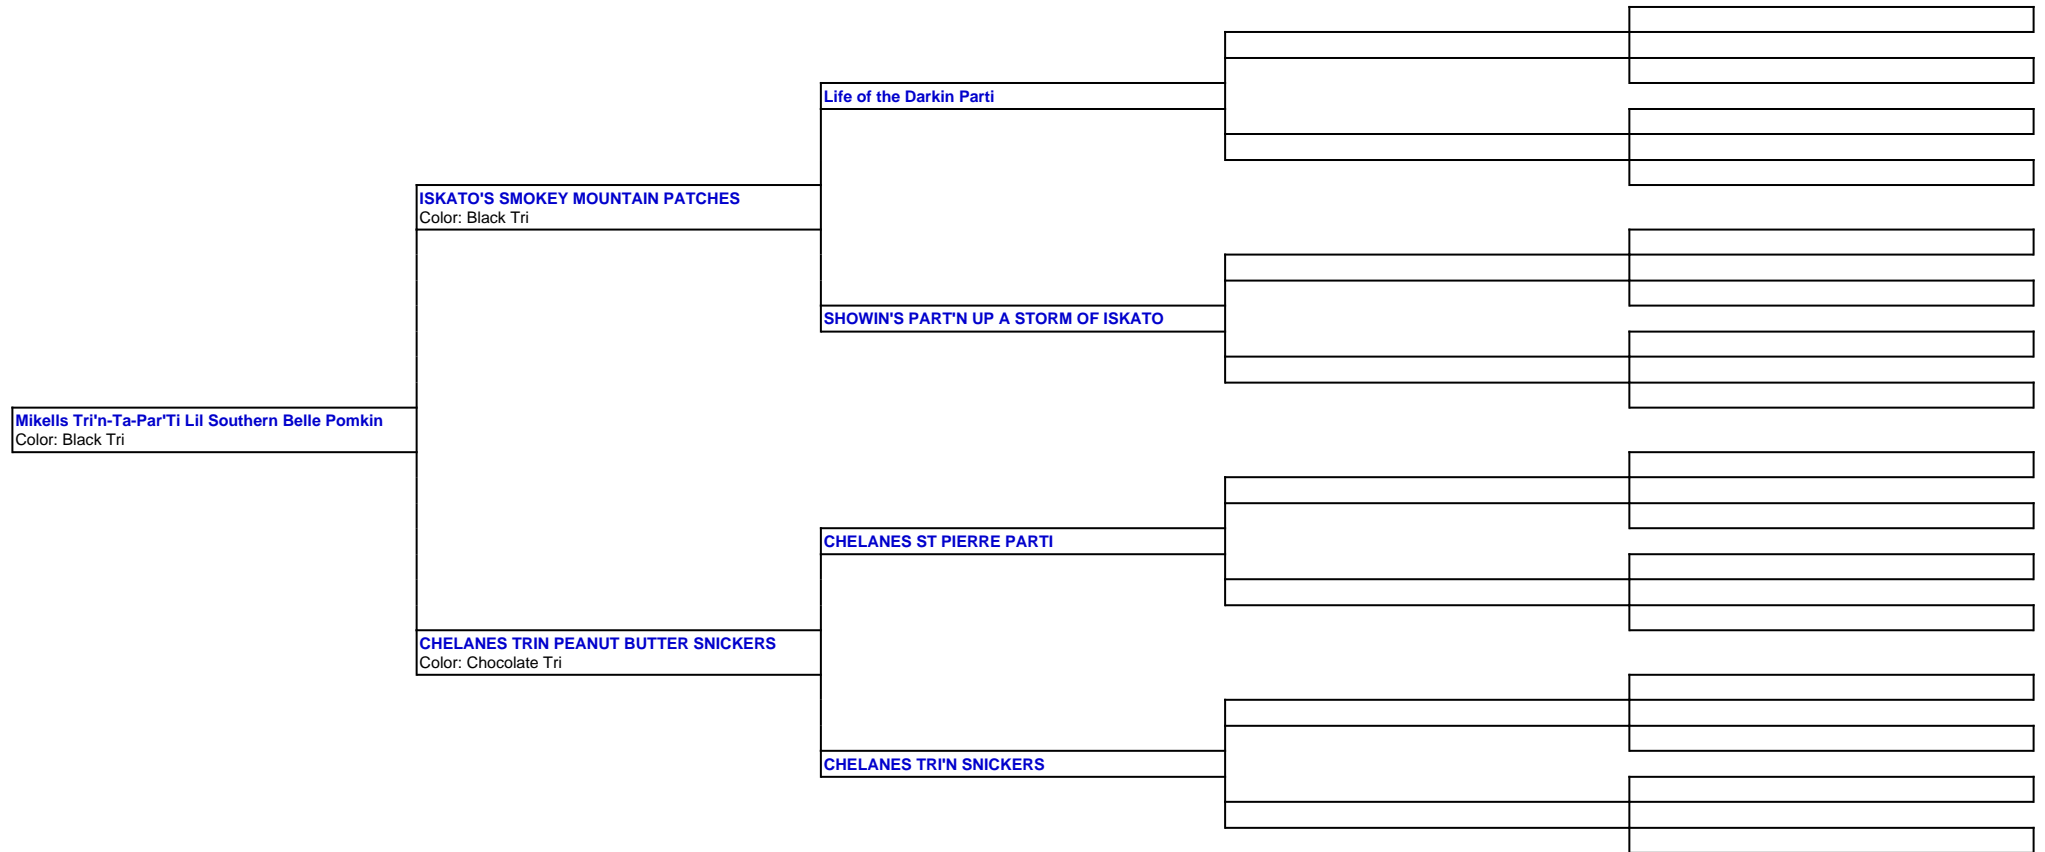 Life of the Darkin Parti
ISKATO'S SMOKEY MOUNTAIN PATCHES
Color: Black Tri
SHOWIN'S PART'N UP A STORM OF ISKATO
Mikells Tri'n-Ta-Par'Ti Lil Southern Belle Pomkin
Color: Black Tri
CHELANES ST PIERRE PARTI
CHELANES TRIN PEANUT BUTTER SNICKERS
Color: Chocolate Tri
CHELANES TRI'N SNICKERS